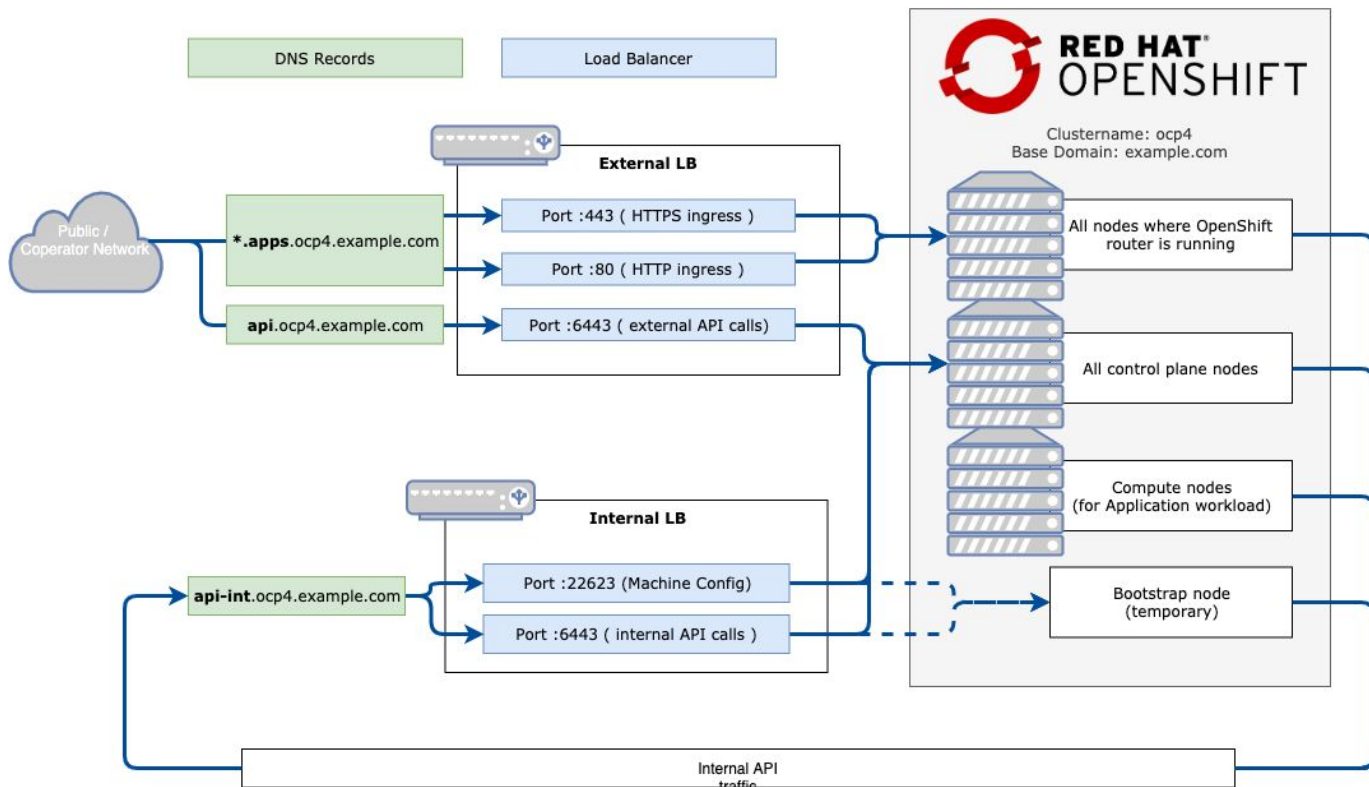 DNS Records
Load Balancer
RED HAT®
OPENSHIFT
Clustername: ocp4
Base Domain: example.com
External LB
Public /
Coperator Network
*.apps.ocp4.example.com
Port :443 ( HTTPS ingress )
Port :80 ( HTTP ingress )
All nodes where OpenShift
router is running
api.ocp4.example.com
Port :6443 ( external API calls)
All control plane nodes
Internal LB
Compute nodes
(for Application workload)
api-int.ocp4.example.com
Port :22623 (Machine Config)
Port :6443 ( internal API calls )
Bootstrap node
(temporary)
Internal API
traffic